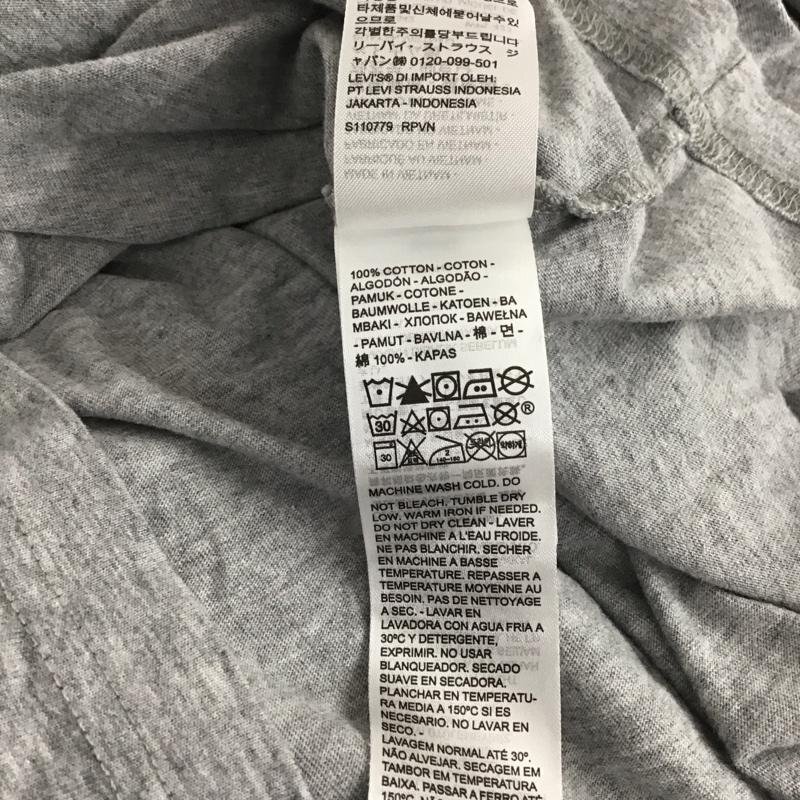 타제품및신체에묻어날수있
으므로
각별한주의를당부드립니다
リーバイ・ストラウス ジ
ャパン㈱ 0120-099-501
LEVI'S® DI IMPORT OLEH;
PT LEVI STRAUSS INDONESIA
JAKARTA - INDONESIA
S110779 RPVN
100% COTTON - COTON -
ALGODÓN - ALGODÃO -
PAMUK - COTONE -
BAUMWOLLE - KATOEN - BA
MBAKI - ХЛОПОК - BAWEŁNA
- PAMUT - BAVLNA - 棉 - 면 -
綿 100% - KAPAS
30 ®
30 2 140-160
MACHINE WASH COLD. DO
NOT BLEACH. TUMBLE DRY
LOW. WARM IRON IF NEEDED.
DO NOT DRY CLEAN - LAVER
EN MACHINE A L'EAU FROIDE.
NE PAS BLANCHIR. SECHER
EN MACHINE A BASSE
TEMPERATURE. REPASSER A
TEMPERATURE MOYENNE AU
BESOIN. PAS DE NETTOYAGE
A SEC. - LAVAR EN
LAVADORA CON AGUA FRIA A
30ºC Y DETERGENTE,
EXPRIMIR. NO USAR
BLANQUEADOR. SECADO
SUAVE EN SECADORA.
PLANCHAR EN TEMPERATU-
RA MEDIA A 150ºC SI ES
NECESARIO. NO LAVAR EN
SECO. -
LAVAGEM NORMAL ATÉ 30º.
NÃO ALVEJAR. SECAGEM EM
TAMBOR EM TEMPERATURA
BAIXA. PASSAR A FERRO ATÉ
150ºC. NÃO